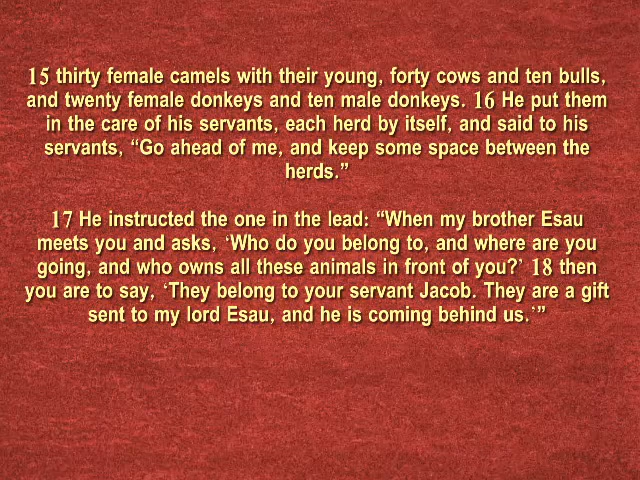 15 thirty female camels with their young, forty cows and ten bulls,
and twenty female donkeys and ten male donkeys. 16 He put them
in the care of his servants, each herd by itself, and said to his
servants, “Go ahead of me, and keep some space between the
herds.”
17 He instructed the one in the lead: “When my brother Esau
meets you and asks, ‘Who do you belong to, and where are you
going, and who owns all these animals in front of you?’ 18 then
you are to say, ‘They belong to your servant Jacob. They are a gift
sent to my lord Esau, and he is coming behind us.’”